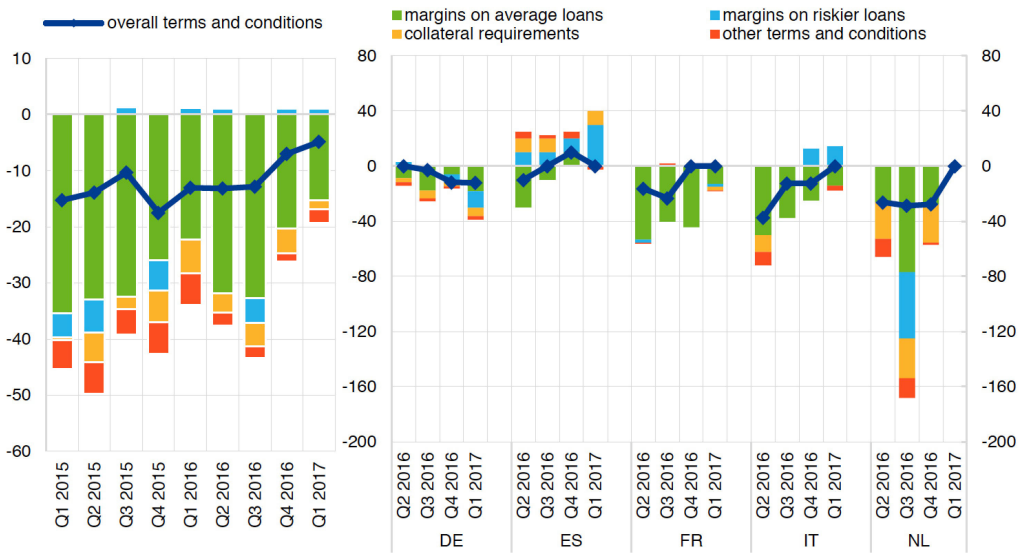 overall terms and conditions
margins on average loans
margins on riskier loans
collateral requirements
other terms and conditions
10
0
-10
-20
-30
-40
-50
-60
Q1 2015
Q2 2015
Q3 2015
Q4 2015
Q1 2016
Q2 2016
Q3 2016
Q4 2016
Q1 2017
80
40
0
-40
-80
-120
-160
-200
80
40
0
-40
-80
-120
-160
-200
Q2 2016
Q3 2016
Q4 2016
Q1 2017
Q2 2016
Q3 2016
Q4 2016
Q1 2017
Q2 2016
Q3 2016
Q4 2016
Q1 2017
Q2 2016
Q3 2016
Q4 2016
Q1 2017
Q2 2016
Q3 2016
Q4 2016
Q1 2017
DE
ES
FR
IT
NL